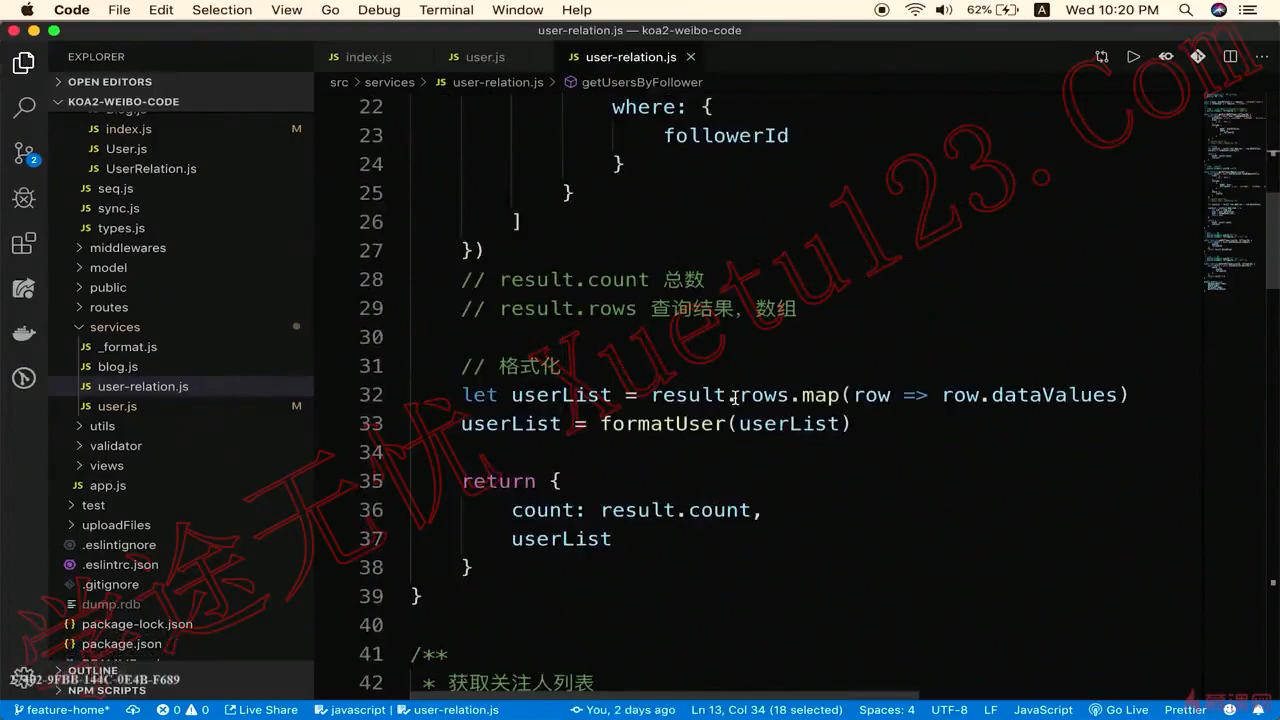 Code File Edit Selection View Go Debug Terminal Window Help 62% A Wed 10:20 PM
user-relation.js — koa2-weibo-code
EXPLORER
index.js user.js user-relation.js
OPEN EDITORS
src > services > user-relation.js > getUsersByFollower
KOA2-WEIBO-CODE
index.js M
User.js
UserRelation.js
seq.js
sync.js
types.js
middlewares
model
public
routes
services
_format.js
blog.js
user-relation.js
user.js M
utils
validator
views
app.js
test
uploadFiles
.eslintignore
.eslintrc.json
.gitignore
dump.rdb
package-lock.json
package.json
OUTLINE
NPM SCRIPTS
2
22 where: {
23 followerId
24 }
25 }
26 ]
27 })
28 // result.count 总数
29 // result.rows 查询结果，数组
30
31 // 格式化
32 let userList = result.rows.map(row => row.dataValues)
33 userList = formatUser(userList)
34
35 return {
36 count: result.count,
37 userList
38 }
39 }
40
41 /**
42 * 获取关注人列表
学途无忧 Xuetu123.Com
feature-home* 0 0 Live Share javascript | user-relation.js You, 2 days ago Ln 13, Col 34 (18 selected) Spaces: 4 UTF-8 LF JavaScript Go Live Prettier